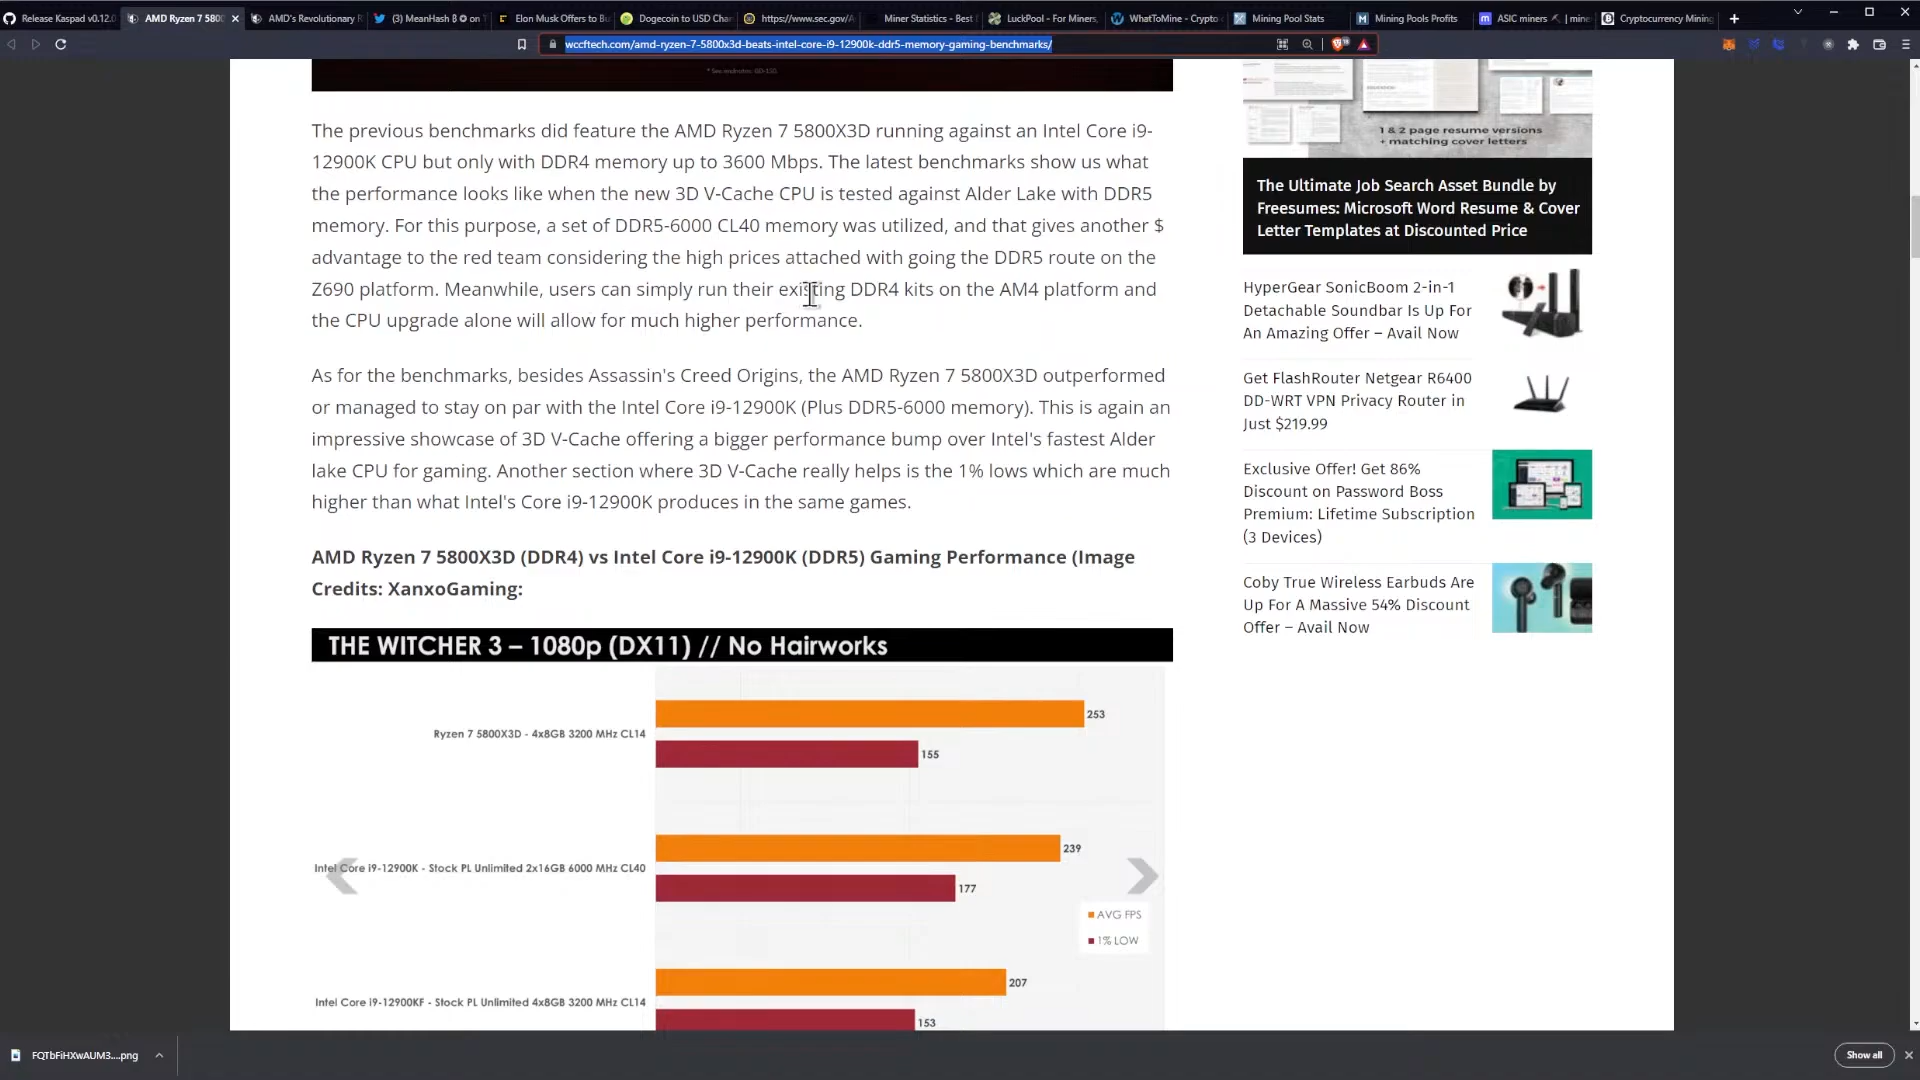 Release Kaspad v0.12.0
AMD Ryzen 7 580
AMD's Revolutionary R
(3) MeanHash
on
Elon Musk Offers to Bu
Dogecoin to USD Char
https://www.sec.gov/A
Miner Statistics - Best
LuckPool - For Miners,
WhatToMine - Crypto
Mining Pool Stats
Mining Pools Profits
ASIC miners
mine
Cryptocurrency Mining
wccftech.com/amd-ryzen-7-5800x3d-beats-intel-core-i9-12900k-ddr5-memory-gaming-benchmarks/
The previous benchmarks did feature the AMD Ryzen 7 5800X3D running against an Intel Core i9-
12900K CPU but only with DDR4 memory up to 3600 Mbps. The latest benchmarks show us what
the performance looks like when the new 3D V-Cache CPU is tested against Alder Lake with DDR5
memory. For this purpose, a set of DDR5-6000 CL40 memory was utilized, and that gives another $
advantage to the red team considering the high prices attached with going the DDR5 route on the
Z690 platform. Meanwhile, users can simply run their existing DDR4 kits on the AM4 platform and
the CPU upgrade alone will allow for much higher performance.
As for the benchmarks, besides Assassin's Creed Origins, the AMD Ryzen 7 5800X3D outperformed
or managed to stay on par with the Intel Core i9-12900K (Plus DDR5-6000 memory). This is again an
impressive showcase of 3D V-Cache offering a bigger performance bump over Intel's fastest Alder
lake CPU for gaming. Another section where 3D V-Cache really helps is the 1% lows which are much
higher than what Intel's Core i9-12900K produces in the same games.
AMD Ryzen 7 5800X3D (DDR4) vs Intel Core i9-12900K (DDR5) Gaming Performance (Image
Credits: XanxoGaming:
THE WITCHER 3 – 1080p (DX11) // No Hairworks
Ryzen 7 5800X3D - 4x8GB 3200 MHz CL14
253
155
Intel Core i9-12900K - Stock PL Unlimited 2x16GB 6000 MHz CL40
239
177
AVG FPS
1% LOW
Intel Core i9-12900KF - Stock PL Unlimited 4x8GB 3200 MHz CL14
207
153
1 & 2 page resume versions
+ matching cover letters
The Ultimate Job Search Asset Bundle by
Freesumes: Microsoft Word Resume & Cover
Letter Templates at Discounted Price
HyperGear SonicBoom 2-in-1
Detachable Soundbar Is Up For
An Amazing Offer – Avail Now
Get FlashRouter Netgear R6400
DD-WRT VPN Privacy Router in
Just $219.99
Exclusive Offer! Get 86%
Discount on Password Boss
Premium: Lifetime Subscription
(3 Devices)
Coby True Wireless Earbuds Are
Up For A Massive 54% Discount
Offer – Avail Now
FQTbFiHXwAUM3....png
Show all